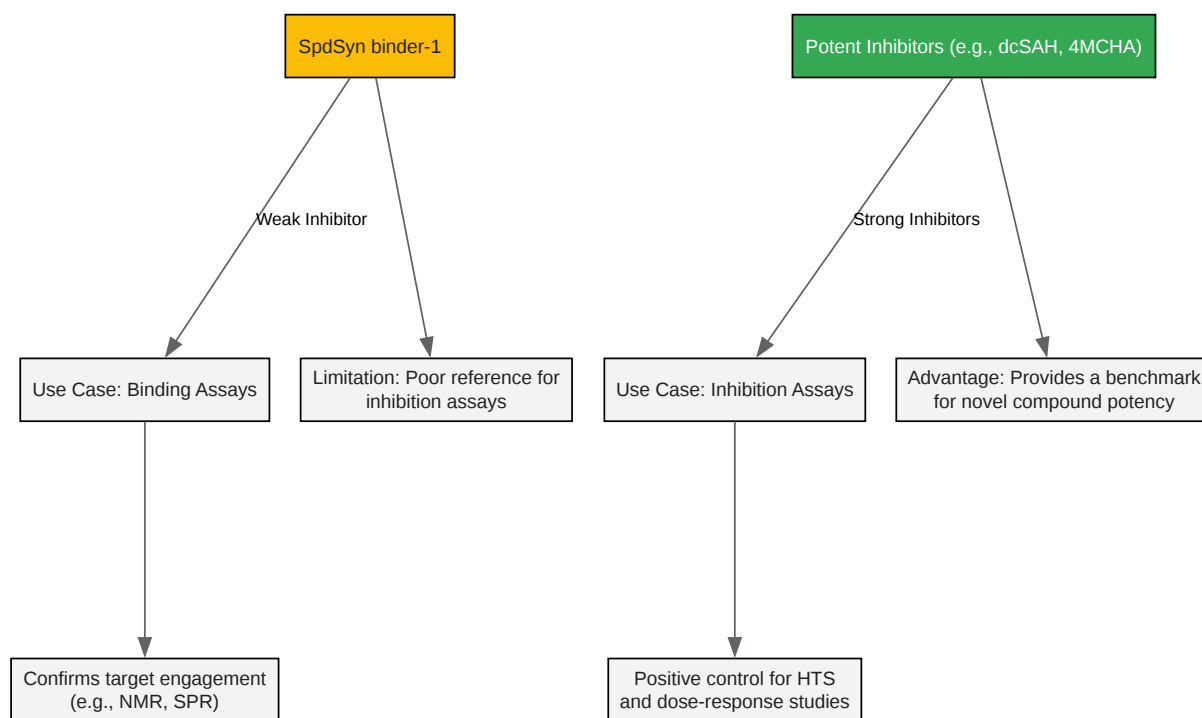 SpdSyn binder-1
Potent Inhibitors (e.g., dcSAH, 4MCHA)
Weak Inhibitor
Strong Inhibitors
Use Case: Binding Assays
Limitation: Poor reference for
inhibition assays
Use Case: Inhibition Assays
Advantage: Provides a benchmark
for novel compound potency
Confirms target engagement
(e.g., NMR, SPR)
Positive control for HTS
and dose-response studies